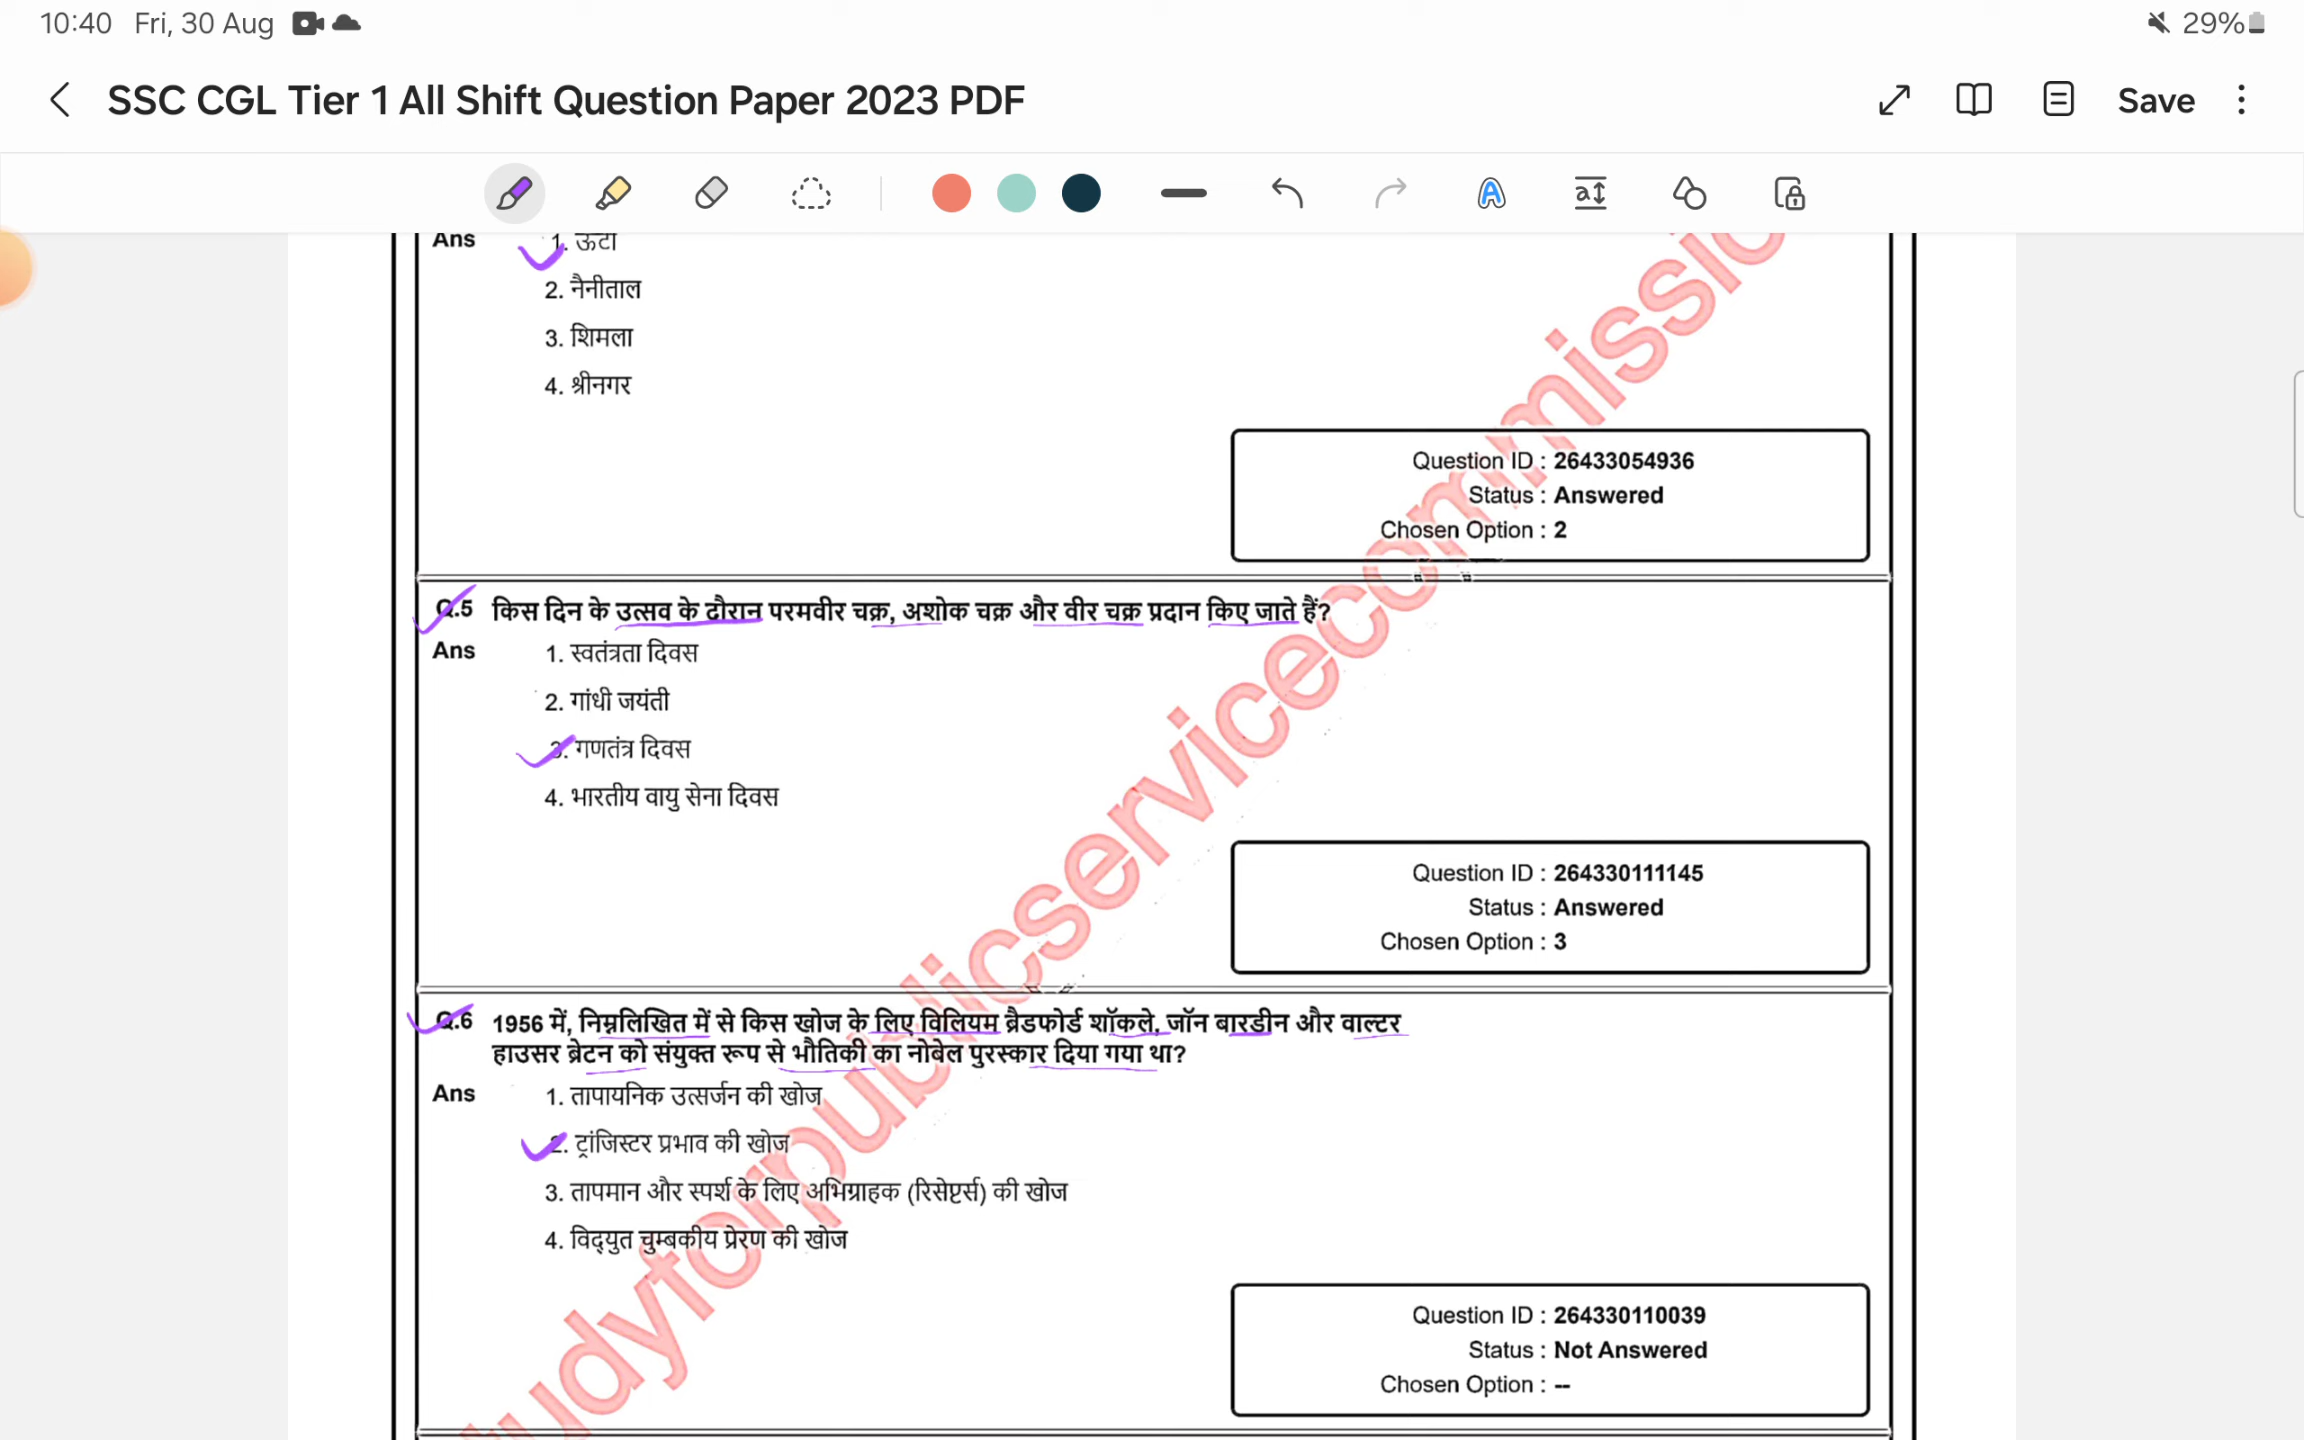 10:40 Fri, 30 Aug
29%
SSC CGL Tier 1 All Shift Question Paper 2023 PDF
Save
Ans 1. ऊटी
2. नैनीताल
3. शिमला
4. श्रीनगर
Question ID : 26433054936
Status : Answered
Chosen Option : 2
Q.5 किस दिन के उत्सव के दौरान परमवीर चक्र, अशोक चक्र और वीर चक्र प्रदान किए जाते हैं?
Ans 1. स्वतंत्रता दिवस
2. गांधी जयंती
3. गणतंत्र दिवस
4. भारतीय वायु सेना दिवस
Question ID : 264330111145
Status : Answered
Chosen Option : 3
Q.6 1956 में, निम्नलिखित में से किस खोज के लिए विलियम ब्रैडफोर्ड शॉकले, जॉन बारडीन और वाल्टर
हाउसर ब्रेटन को संयुक्त रूप से भौतिकी का नोबेल पुरस्कार दिया गया था?
Ans 1. तापायनिक उत्सर्जन की खोज
2. ट्रांजिस्टर प्रभाव की खोज
3. तापमान और स्पर्श के लिए अभिग्राहक (रिसेप्टर्स) की खोज
4. विद्युत चुम्बकीय प्रेरण की खोज
Question ID : 264330110039
Status : Not Answered
Chosen Option : --
udyforpublicservicecommissio